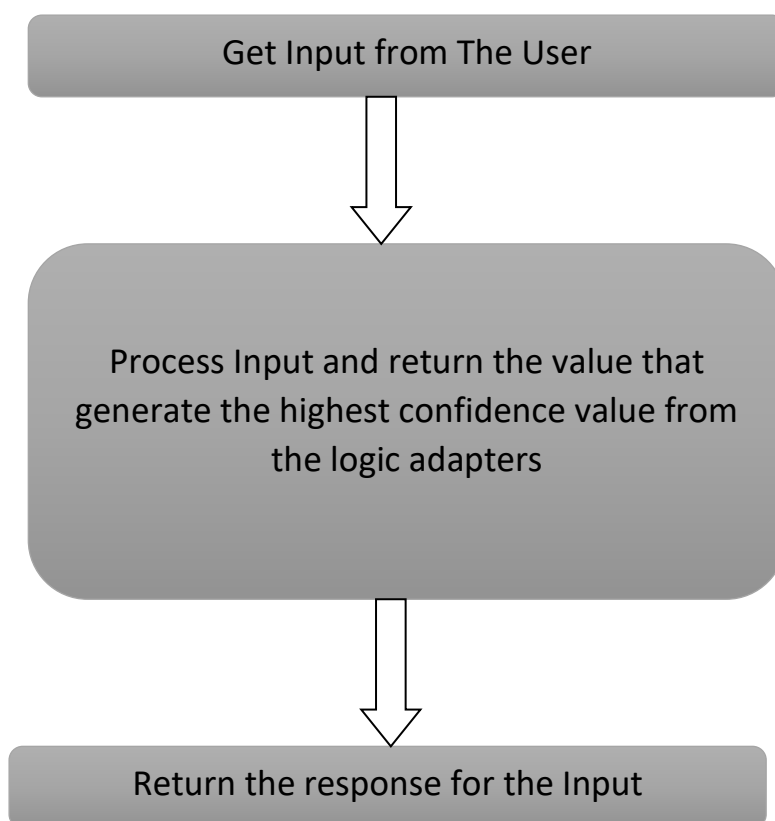 Get Input from The User
Process Input and return the value that
generate the highest confidence value from
the logic adapters
Return the response for the Input